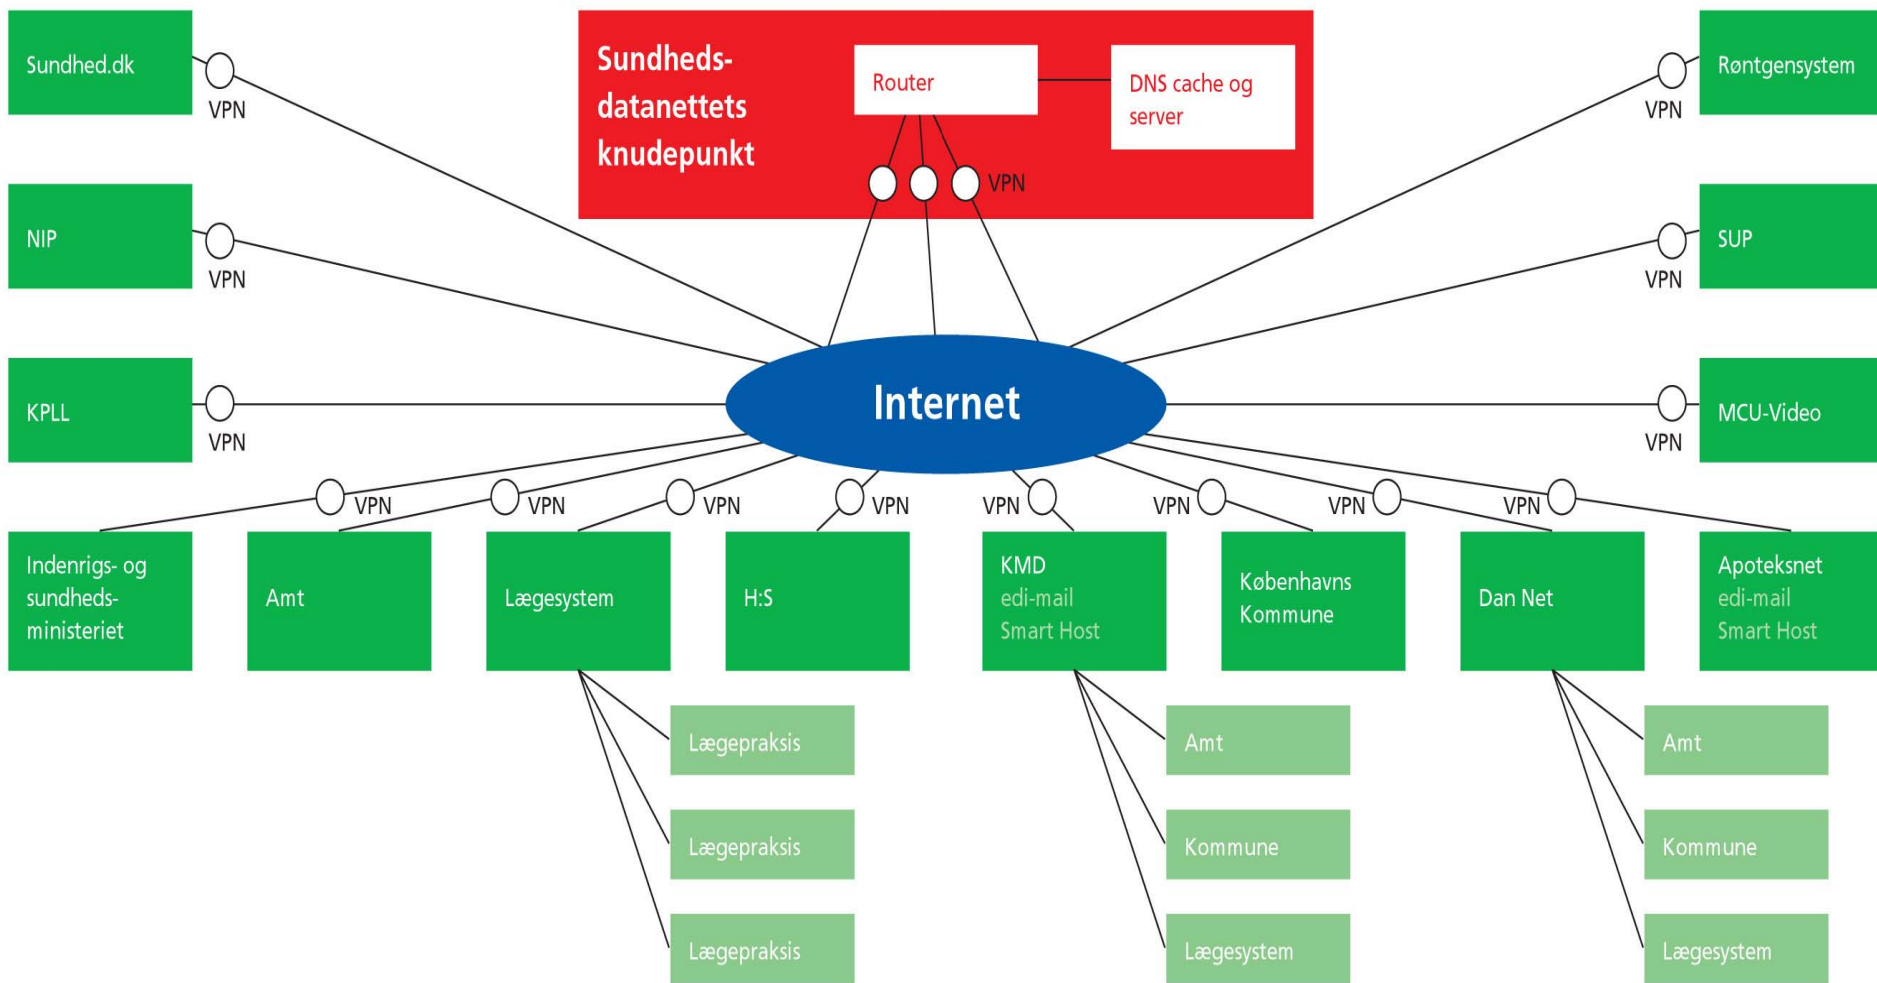 Sundhed.dk
VPN
Sundheds-
datanettets
knudepunkt
Router
DNS cache og
server
VPN
Røntgensystem
VPN
NIP
VPN
SUP
VPN
KPLL
VPN
Internet
MCU-Video
VPN
VPN
VPN
VPN
VPN
VPN
VPN
VPN
VPN
Indenrigs- og
sundheds-
ministeriet
Amt
Lægesystem
H:S
KMD
edi-mail
Smart Host
Københavns
Kommune
Dan Net
Apoteksnet
edi-mail
Smart Host
Lægepraksis
Lægepraksis
Lægepraksis
Amt
Kommune
Lægesystem
Amt
Kommune
Lægesystem